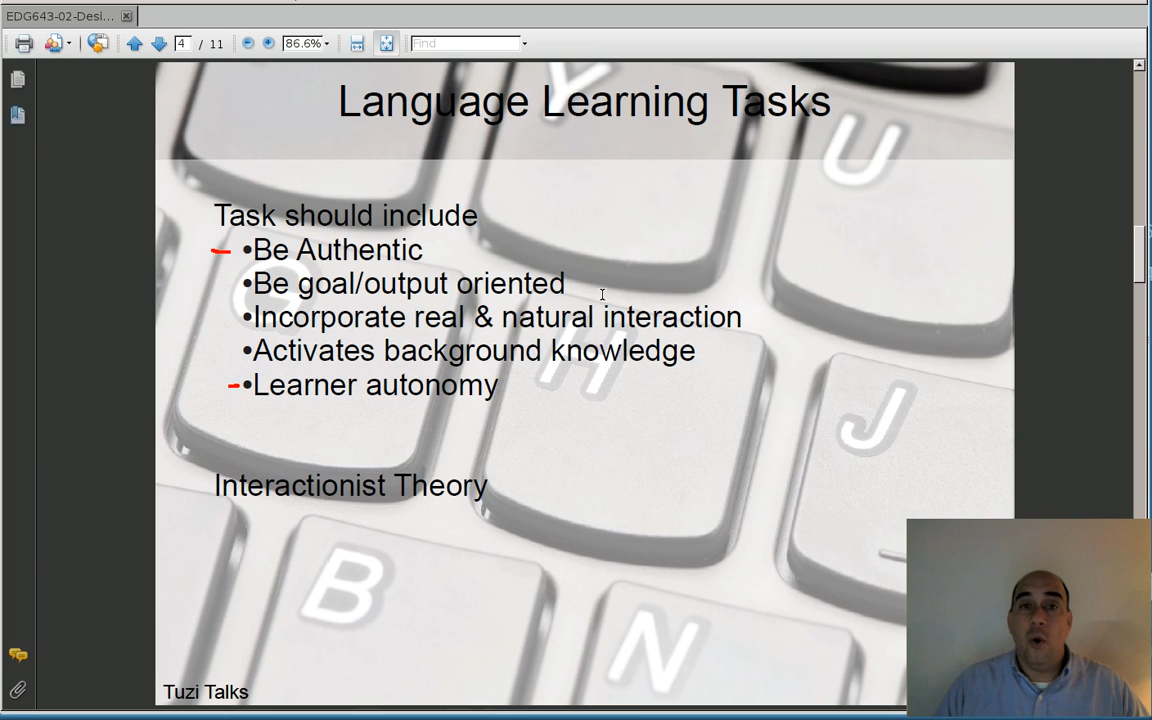 EDG643-02-Desi...
4 / 11
86.6%
Find
Language Learning Tasks
Y
U
Task should include
•Be Authentic
•Be goal/output oriented
G
•Incorporate real & natural interaction
•Activates background knowledge
H
•Learner autonomy
J
Interactionist Theory
B
N
Tuzi Talks